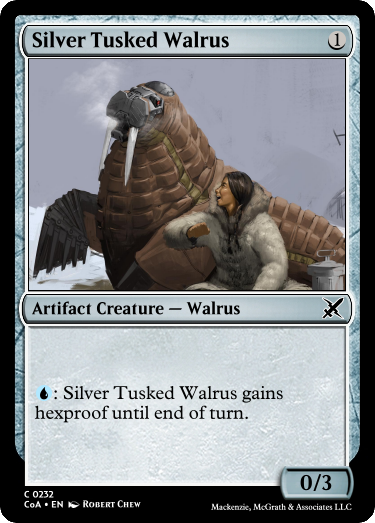 Silver Tusked Walrus 1
Artifact Creature — Walrus
: Silver Tusked Walrus gains
hexproof until end of turn.
0/3
C 0232
CoA • EN ROBERT CHEW
Mackenzie, McGrath & Associates LLC